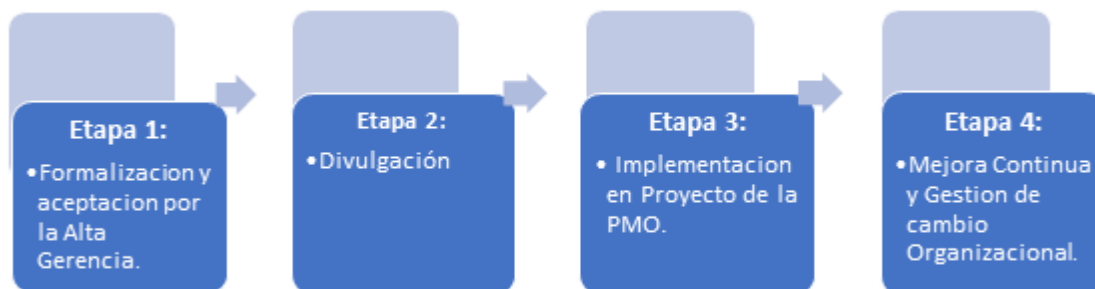 Etapa 1:
•Formalizacion y
aceptacion por
la Alta
Gerencia.
Etapa 2:
•Divulgación
Etapa 3:
• Implementacion
en Proyecto de la
PMO.
Etapa 4:
•Mejora Continua
y Gestion de
cambio
Organizacional.